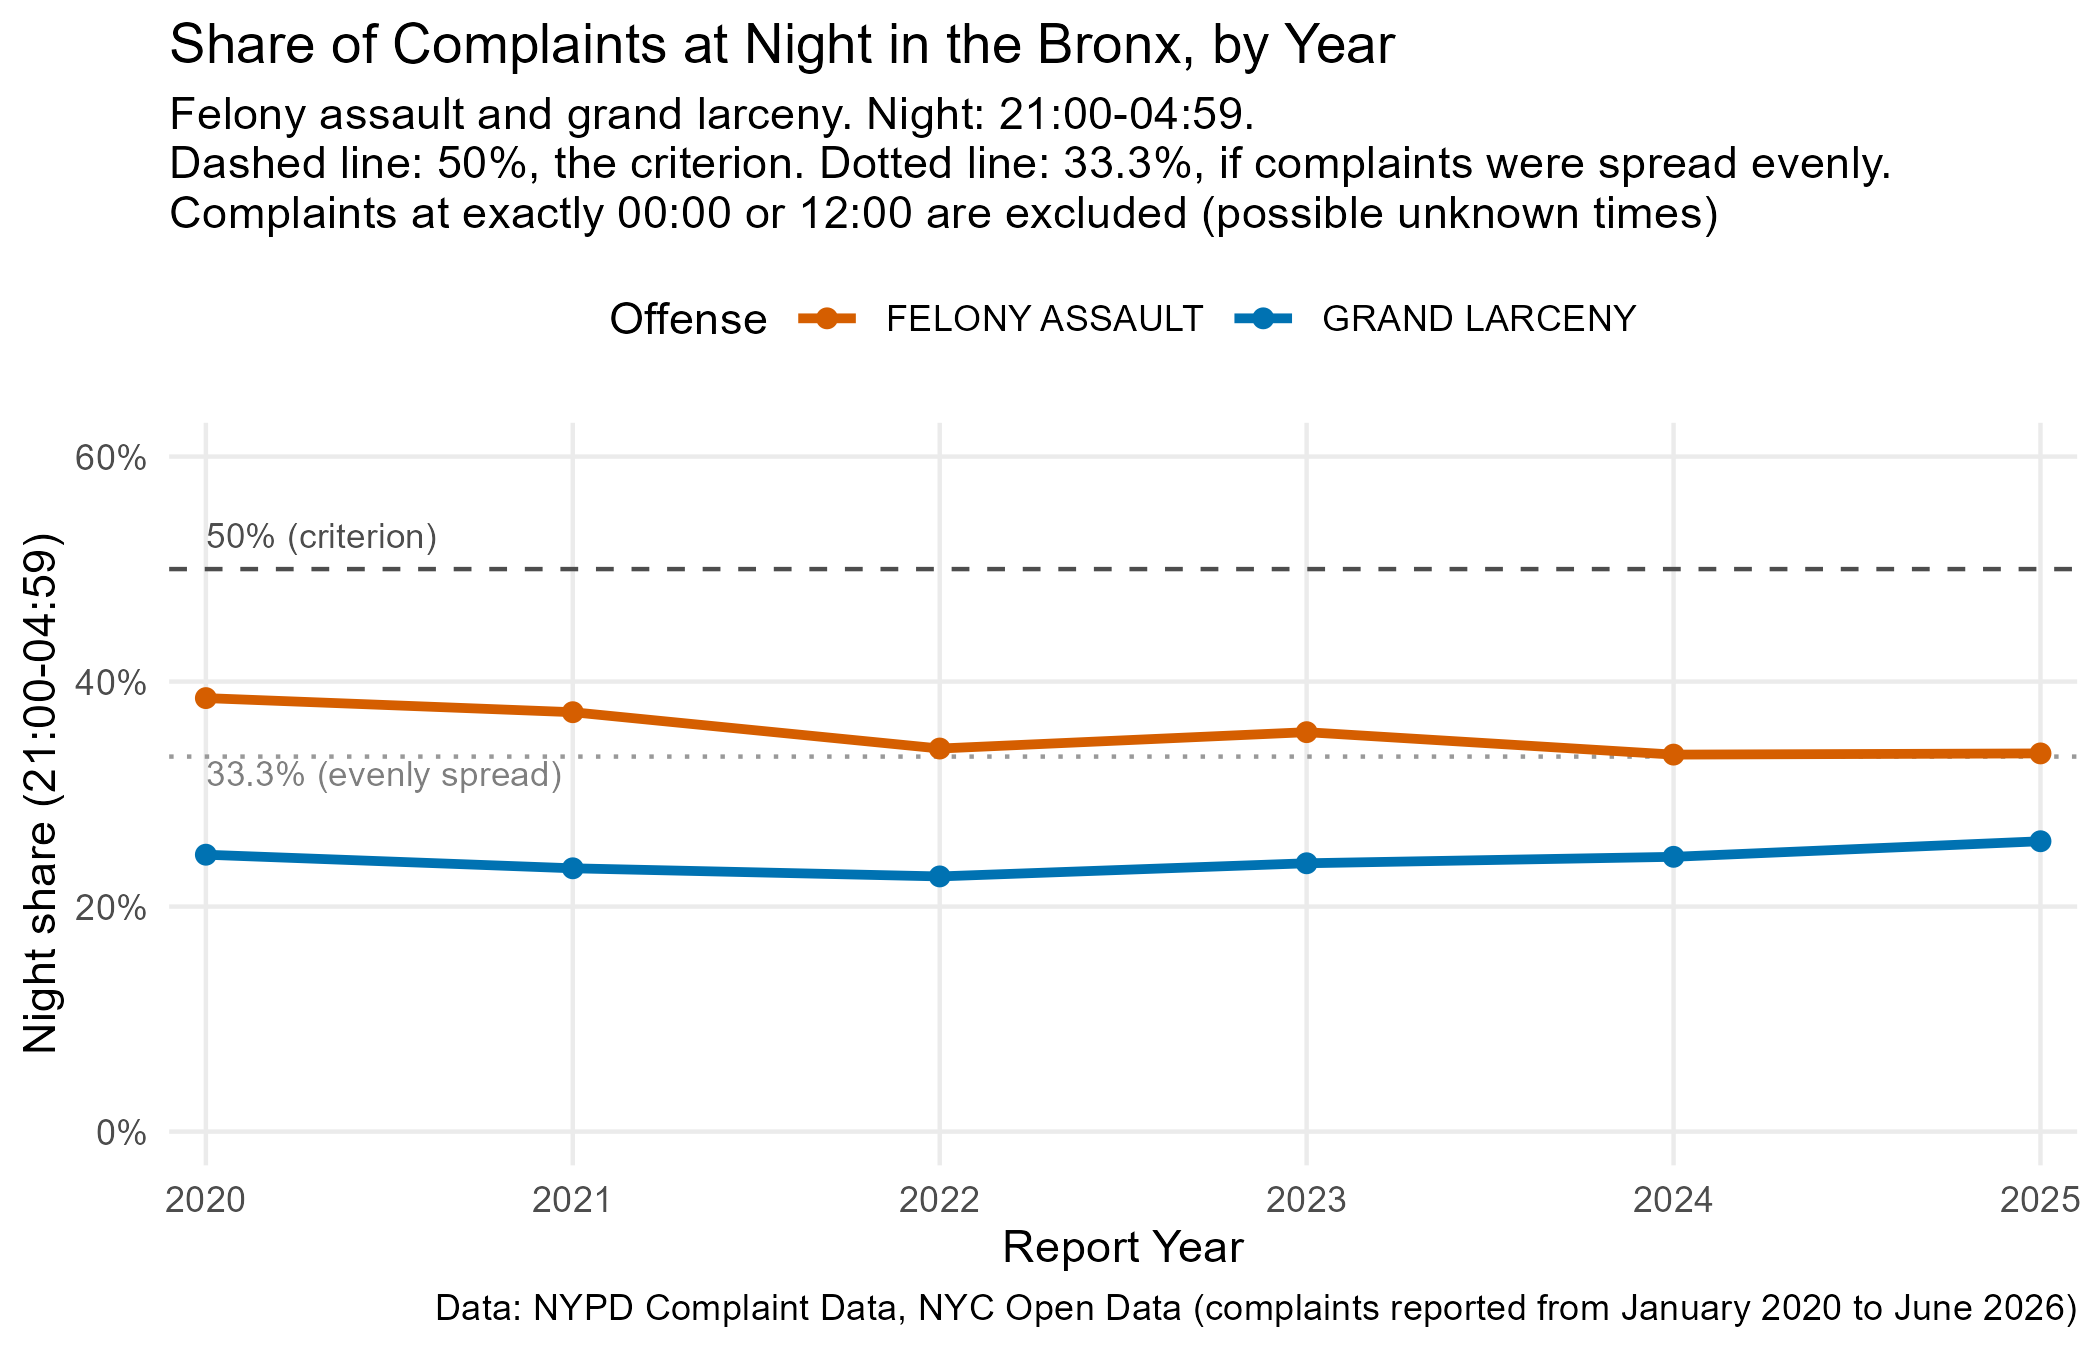 Share of Complaints at Night in the Bronx, by Year
Felony assault and grand larceny. Night: 21:00-04:59.
Dashed line: 50%, the criterion. Dotted line: 33.3%, if complaints were spread evenly.
Complaints at exactly 00:00 or 12:00 are excluded (possible unknown times)
Offense FELONY ASSAULT GRAND LARCENY
Night share (21:00-04:59)
60%
50% (criterion)
40%
33.3% (evenly spread)
20%
0%
2020 2021 2022 2023 2024 2025
Report Year
Data: NYPD Complaint Data, NYC Open Data (complaints reported from January 2020 to June 2026)